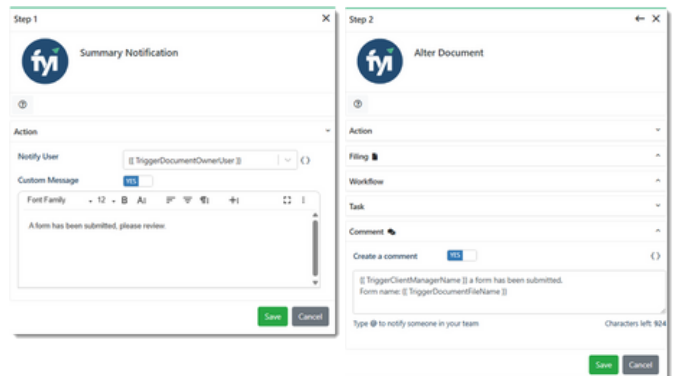 Step 1
fyi
Summary Notification
Action
Notify User
{{ TriggerDocumentOwnerUser }}
Custom Message
YES
Font Family
12
B
A form has been submitted, please review.
Save
Cancel
Step 2
fyi
Alter Document
Action
Filing
Workflow
Task
Comment
Create a comment
YES
{{ TriggerClientManagerName }} a form has been submitted.
Form name: {{ TriggerDocumentFileName }}
Type @ to notify someone in your team
Characters left: 924
Save
Cancel